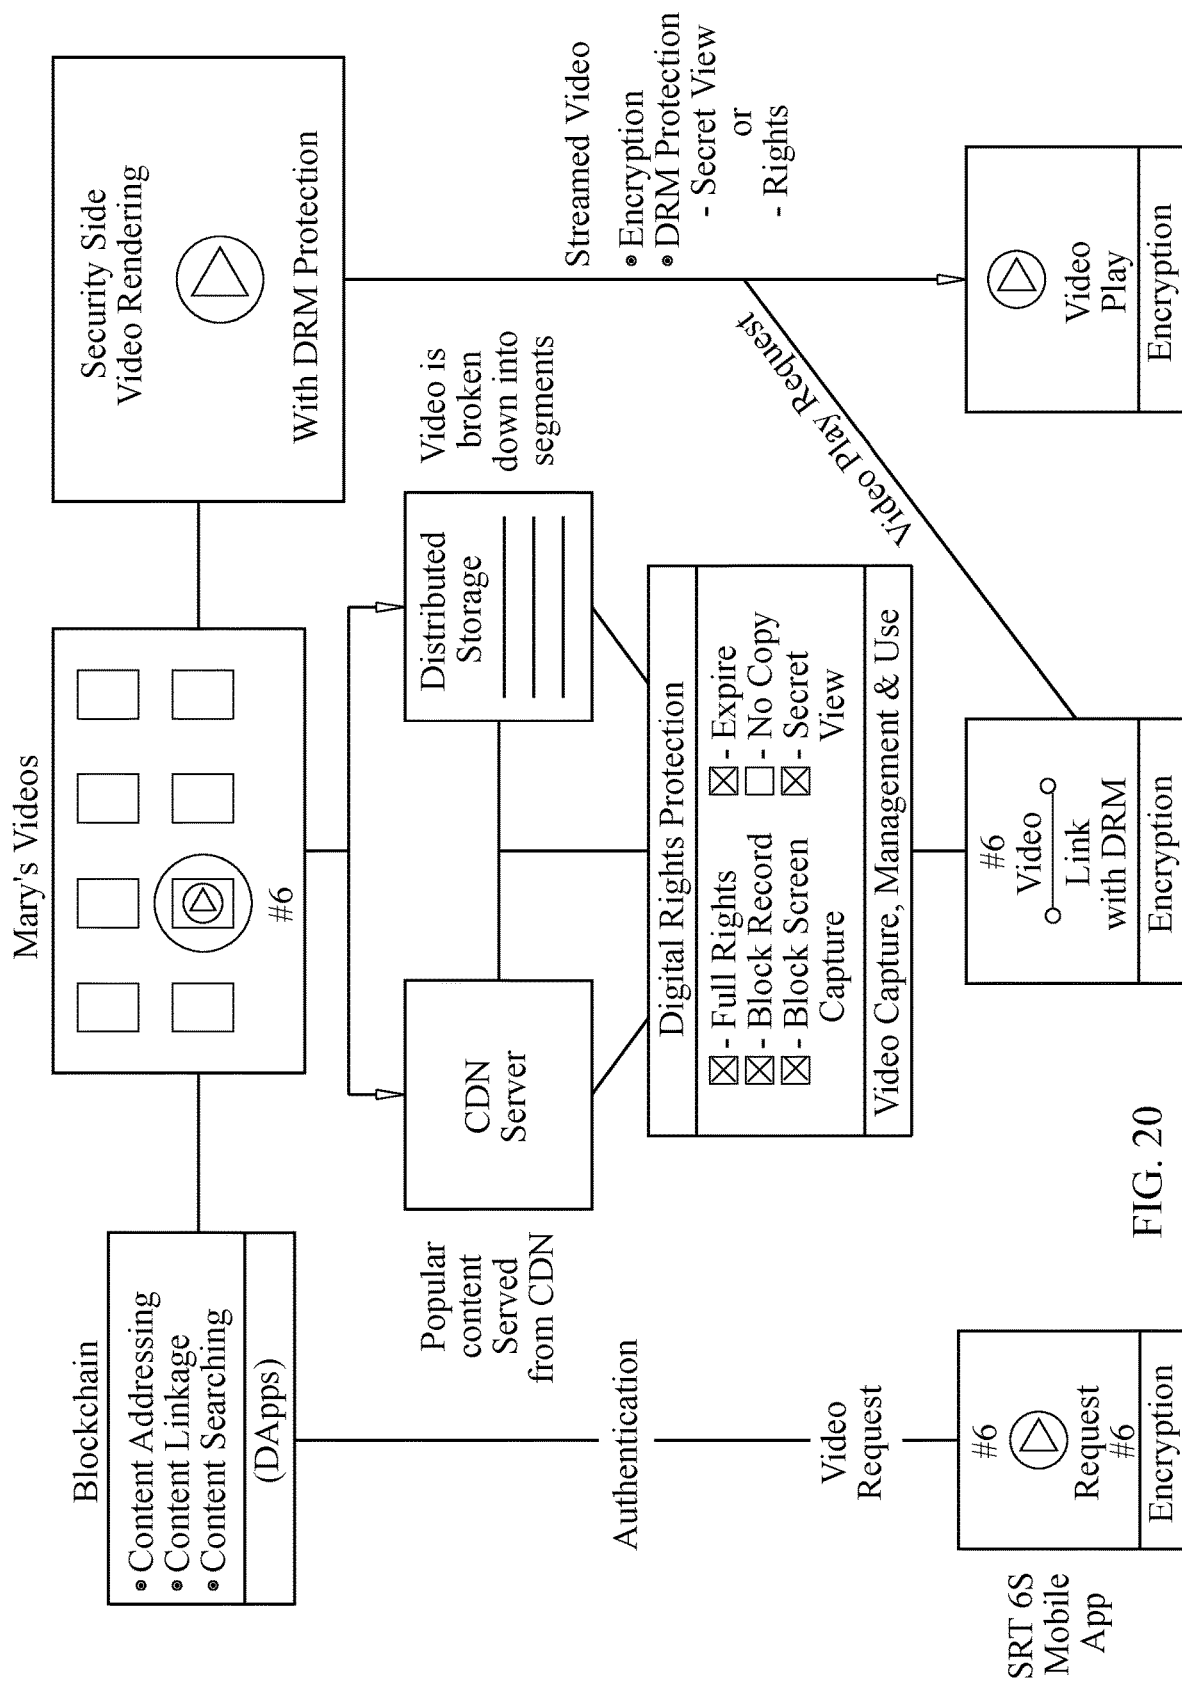 Blockchain
Content Addressing
Content Linkage
Content Searching
(DApps)
Mary's Videos
#6
Security Side
Video Rendering
With DRM Protection
Popular
content
Served
from CDN
CDN
Server
Distributed
Storage
Video is
broken
down into
segments
Streamed Video
Encryption
DRM Protection
- Secret View
or
- Rights
Authentication
Digital Rights Protection
- Full Rights
- Block Record
- Block Screen
Capture
- Expire
- No Copy
- Secret
View
Video Capture, Management & Use
Video Play Request
Video
Request
SRT 6S
Mobile
App
#6
Request
#6
Encryption
#6
Video
Link
with DRM
Encryption
Video
Play
Encryption
FIG. 20